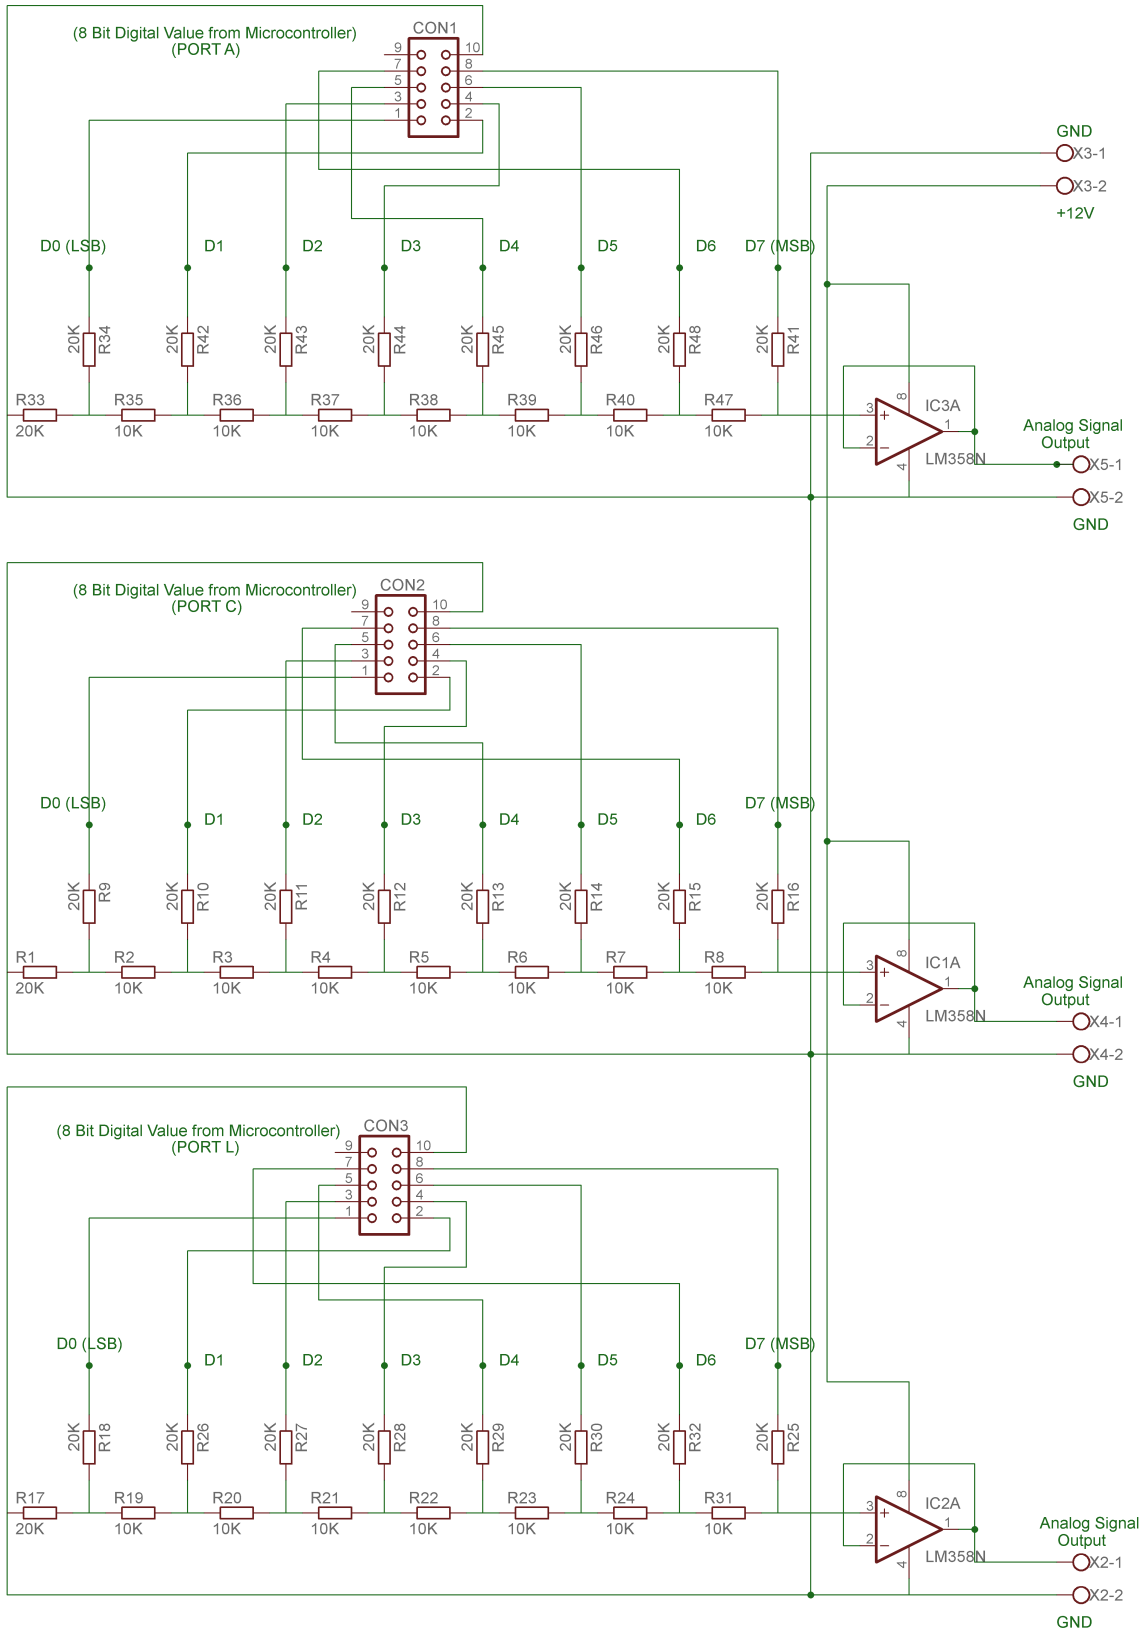 (8 Bit Digital Value from Microcontroller)
(PORT A)
CON1
9 10
7 8
5 6
3 4
1 2
GND
X3-1
X3-2
+12V
D0 (LSB) D1 D2 D3 D4 D5 D6 D7 (MSB)
20K R34 20K R42 20K R43 20K R44 20K R45 20K R46 20K R48 20K R41
R33 R35 R36 R37 R38 R39 R40 R47
20K 10K 10K 10K 10K 10K 10K 10K
3 + 8 IC3A
2 − 1
4 LM358N
Analog Signal
Output
X5-1
X5-2
GND
(8 Bit Digital Value from Microcontroller)
(PORT C)
CON2
9 10
7 8
5 6
3 4
1 2
D0 (LSB) D1 D2 D3 D4 D5 D6 D7 (MSB)
20K R9 20K R10 20K R11 20K R12 20K R13 20K R14 20K R15 20K R16
R1 R2 R3 R4 R5 R6 R7 R8
20K 10K 10K 10K 10K 10K 10K 10K
3 + 8 IC1A
2 − 1
4 LM358N
Analog Signal
Output
X4-1
X4-2
GND
(8 Bit Digital Value from Microcontroller)
(PORT L)
CON3
9 10
7 8
5 6
3 4
1 2
D0 (LSB) D1 D2 D3 D4 D5 D6 D7 (MSB)
20K R18 20K R26 20K R27 20K R28 20K R29 20K R30 20K R32 20K R25
R17 R19 R20 R21 R22 R23 R24 R31
20K 10K 10K 10K 10K 10K 10K 10K
3 + 8 IC2A
2 − 1
4 LM358N
Analog Signal
Output
X2-1
X2-2
GND